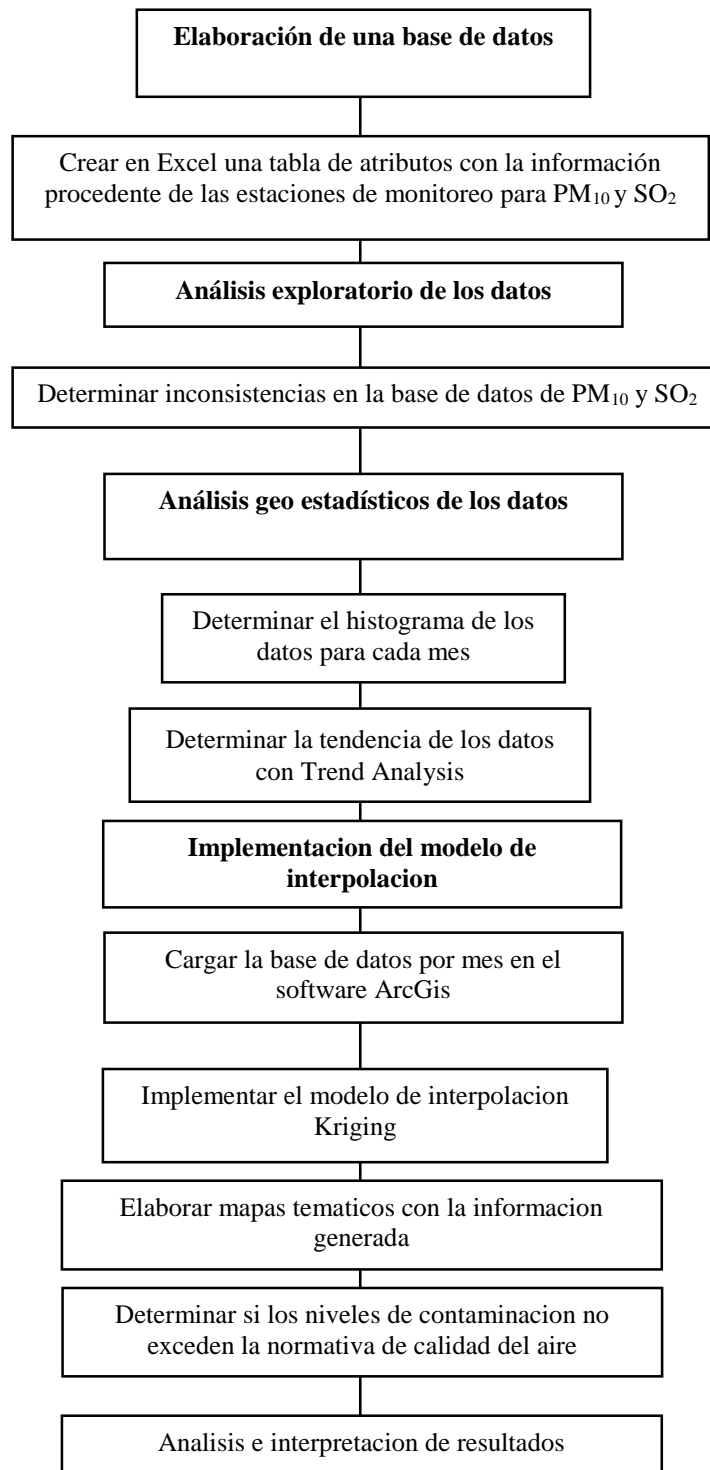 Elaboración de una base de datos
Crear en Excel una tabla de atributos con la información
procedente de las estaciones de monitoreo para PM₁₀ y SO₂
Análisis exploratorio de los datos
Determinar inconsistencias en la base de datos de PM₁₀ y SO₂
Análisis geo estadísticos de los datos
Determinar el histograma de los
datos para cada mes
Determinar la tendencia de los datos
con Trend Analysis
Implementacion del modelo de
interpolacion
Cargar la base de datos por mes en el
software ArcGis
Implementar el modelo de interpolacion
Kriging
Elaborar mapas tematicos con la informacion
generada
Determinar si los niveles de contaminacion no
exceden la normativa de calidad del aire
Analisis e interpretacion de resultados